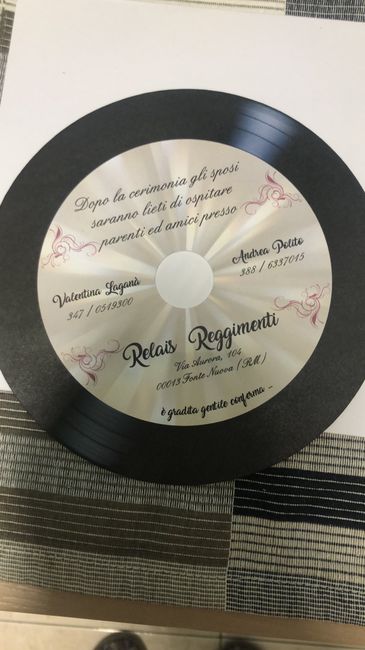 Dopo la cerimonia gli sposi
saranno lieti di ospitare
parenti ed amici presso
Andrea Polito
388 / 6337015
Valentina Laganà
347 / 0519300
Relais Reggimenti
Via Aurora, 104
00013 Fonte Nuova (RM)
è gradita gentile conferma ...